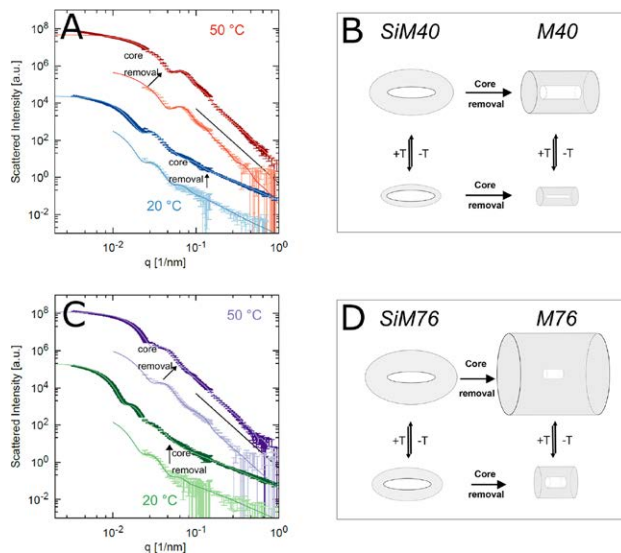 A
50 °C
10^8
10^6
10^4
10^2
10^0
10^-2
Scattered Intensity [a.u.]
core
removal
core
removal
20 °C
10^-2
10^-1
10^0
q [1/nm]
B
SiM40
M40
Core
removal
+T -T
+T -T
Core
removal
C
50 °C
10^8
10^6
10^4
10^2
10^0
10^-2
Scattered Intensity [a.u.]
core
removal
core
removal
20 °C
10^-2
10^-1
10^0
q [1/nm]
D
SiM76
M76
Core
removal
+T -T
+T -T
Core
removal